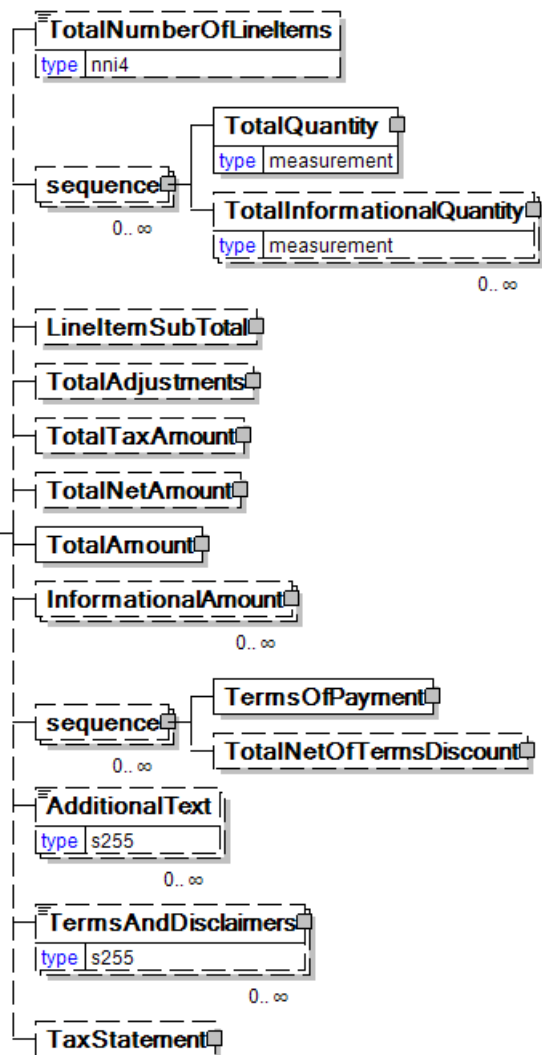 TotalNumberOfLineItems
type nni4
TotalQuantity
type measurement
sequence
0.. ∞
TotalInformationalQuantity
type measurement
0.. ∞
LineItemSubTotal
TotalAdjustments
TotalTaxAmount
TotalNetAmount
TotalAmount
InformationalAmount
0.. ∞
TermsOfPayment
sequence
0.. ∞
TotalNetOfTermsDiscount
AdditionalText
type s255
0.. ∞
TermsAndDisclaimers
type s255
0.. ∞
TaxStatement